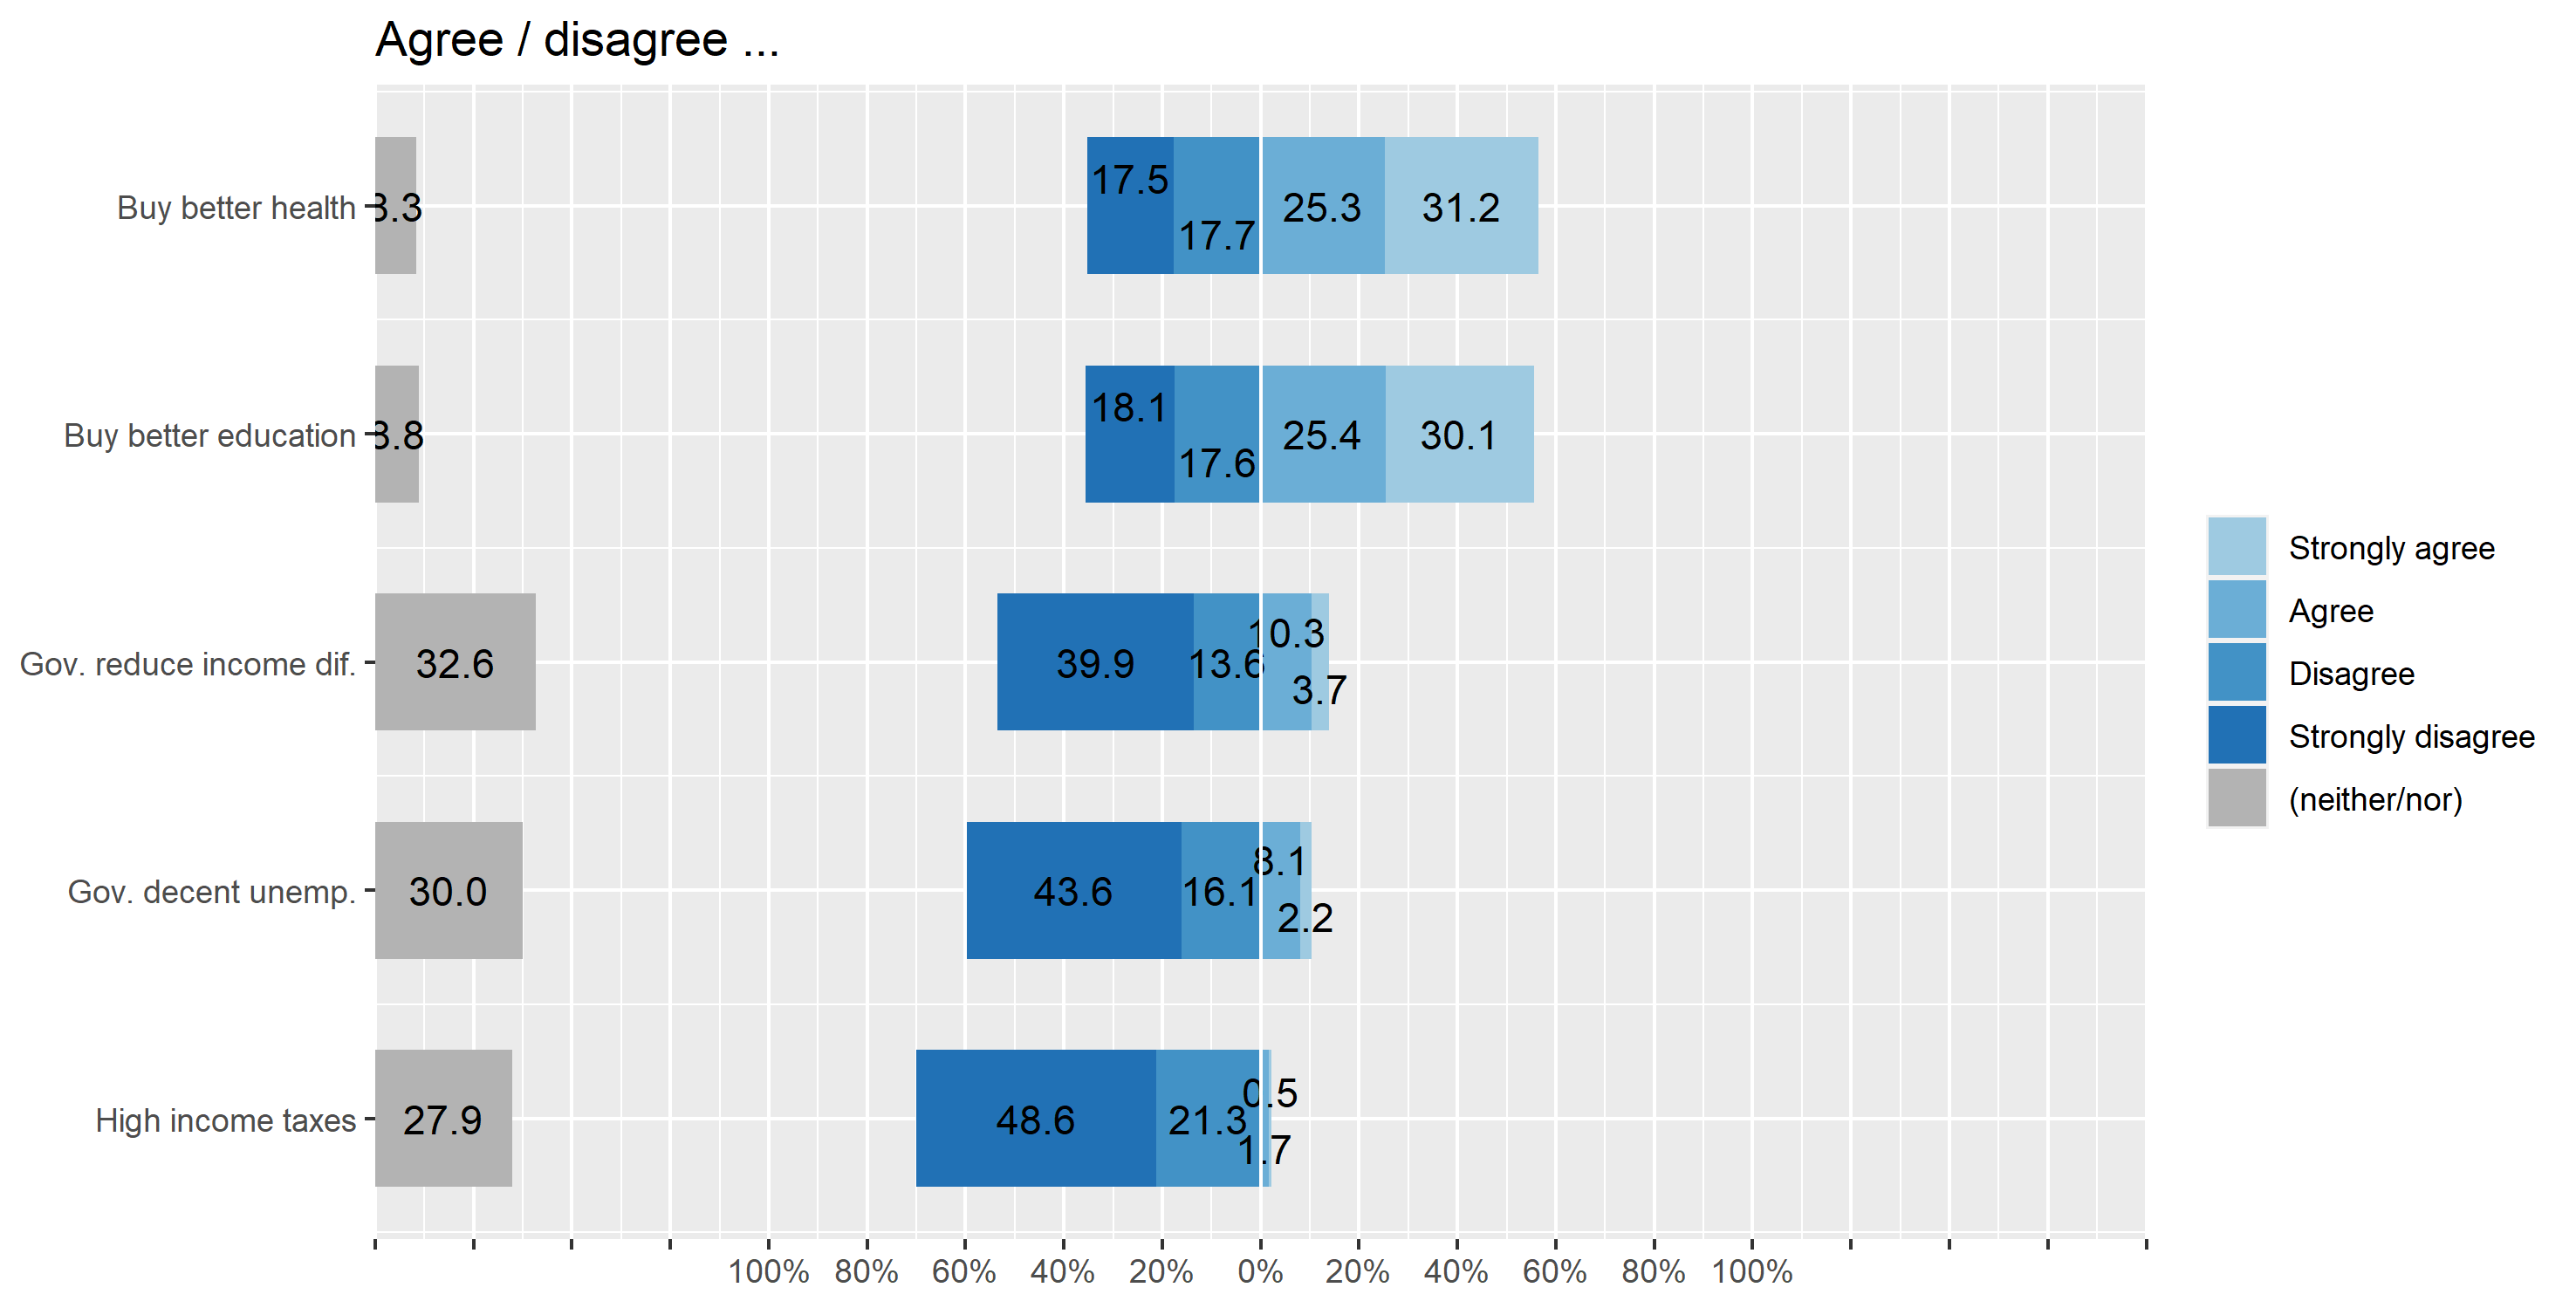 Agree / disagree ...
Buy better health
8.3
17.5
17.7
25.3
31.2
Buy better education
8.8
18.1
17.6
25.4
30.1
Gov. reduce income dif.
32.6
39.9
13.6
10.3
3.7
Gov. decent unemp.
30.0
43.6
16.1
8.1
2.2
High income taxes
27.9
48.6
21.3
0.5
1.7
100% 80% 60% 40% 20% 0% 20% 40% 60% 80% 100%
Strongly agree
Agree
Disagree
Strongly disagree
(neither/nor)